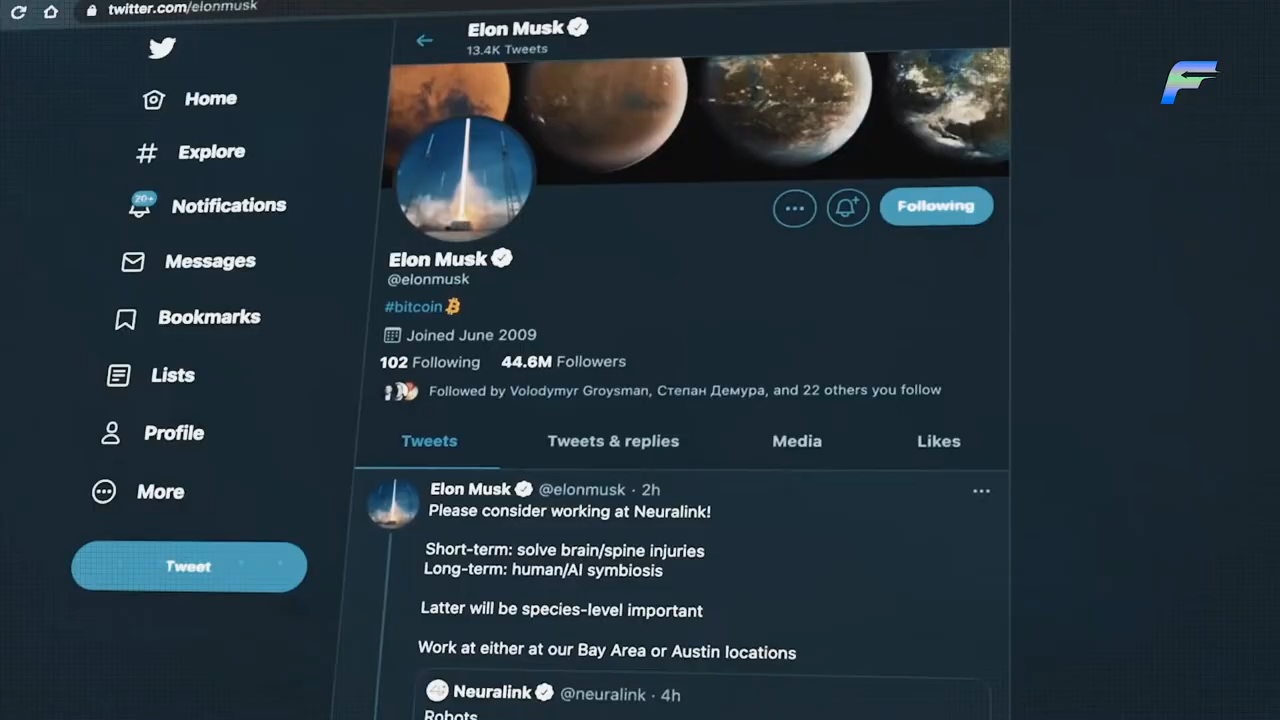 twitter.com/elonmusk
Elon Musk
13.4K Tweets
Home
Explore
20+
Notifications
Messages
Bookmarks
Lists
Profile
More
Tweet
Following
Elon Musk
@elonmusk
#bitcoin
Joined June 2009
102 Following 44.6M Followers
Followed by Volodymyr Groysman, Степан Демура, and 22 others you follow
Tweets Tweets & replies Media Likes
Elon Musk @elonmusk · 2h
Please consider working at Neuralink!
Short-term: solve brain/spine injuries
Long-term: human/AI symbiosis
Latter will be species-level important
Work at either at our Bay Area or Austin locations
Neuralink @neuralink · 4h
Robots
F